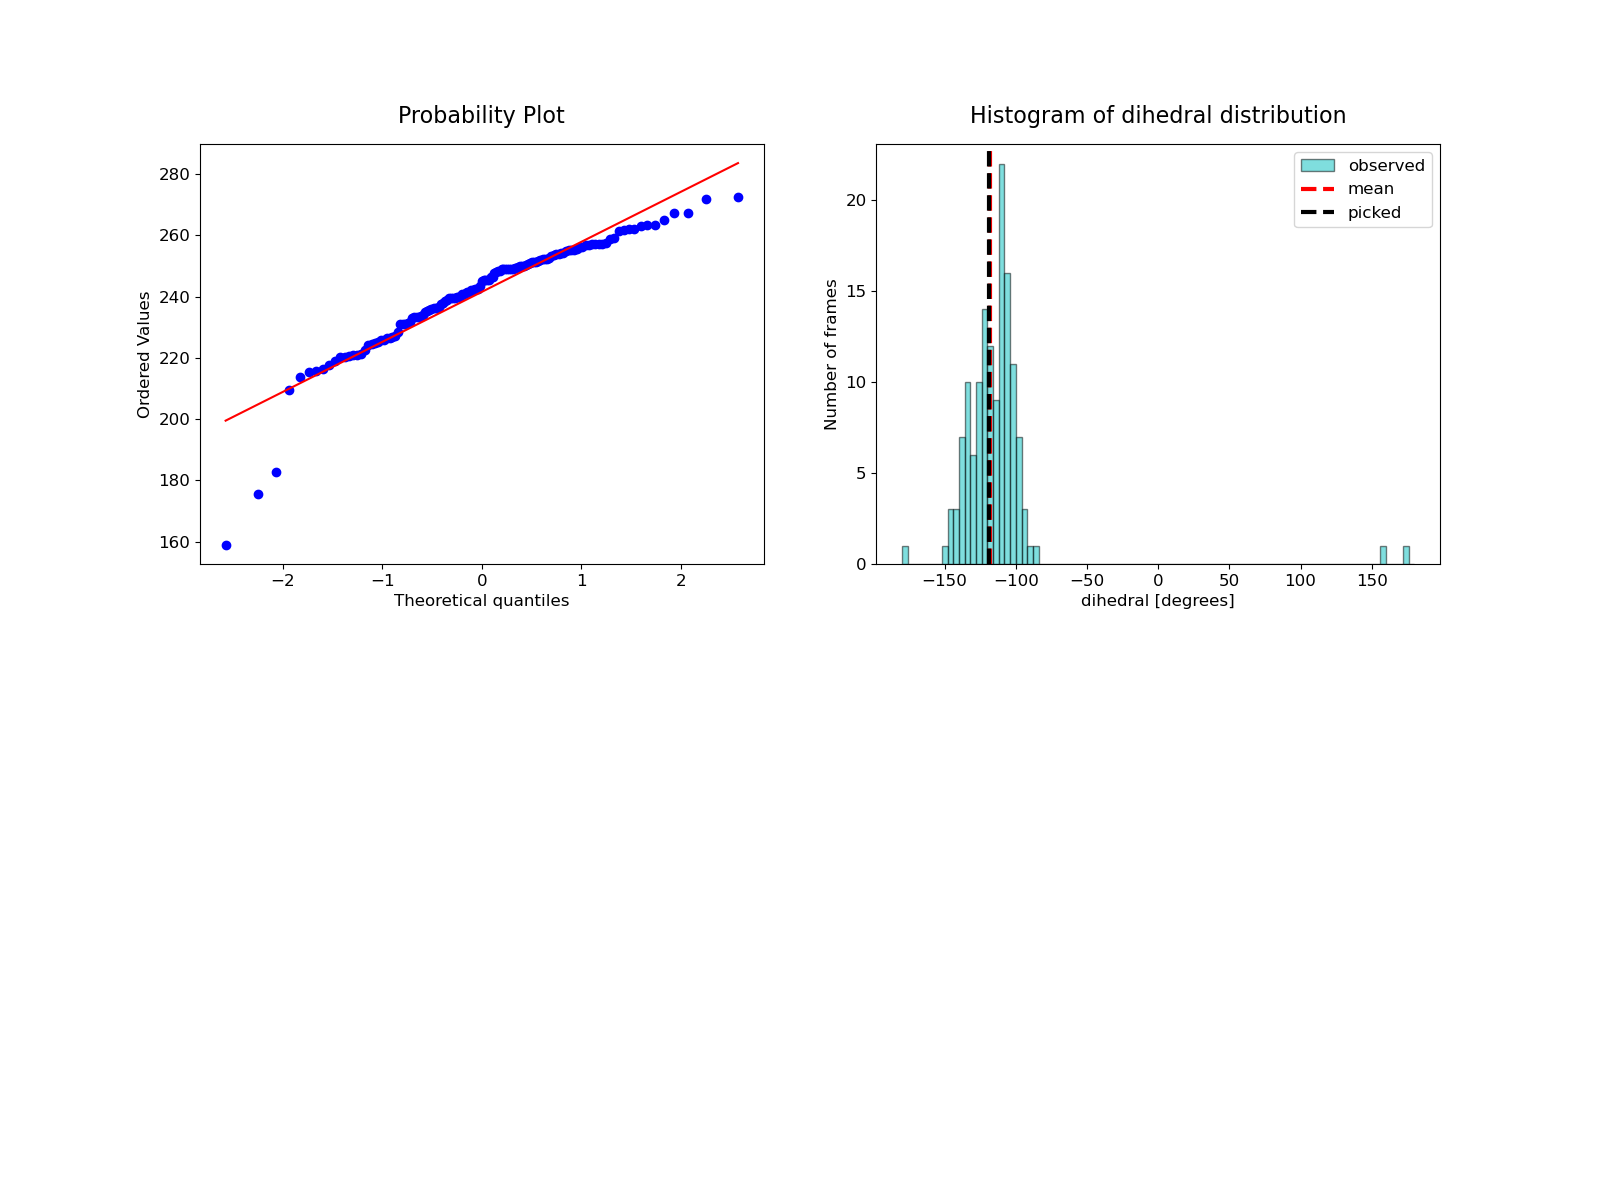 Probability Plot
280
260
240
220
200
180
160
Ordered Values
−2
−1
0
1
2
Theoretical quantiles
Histogram of dihedral distribution
observed
mean
picked
20
15
10
5
0
Number of frames
−150
−100
−50
0
50
100
150
dihedral [degrees]